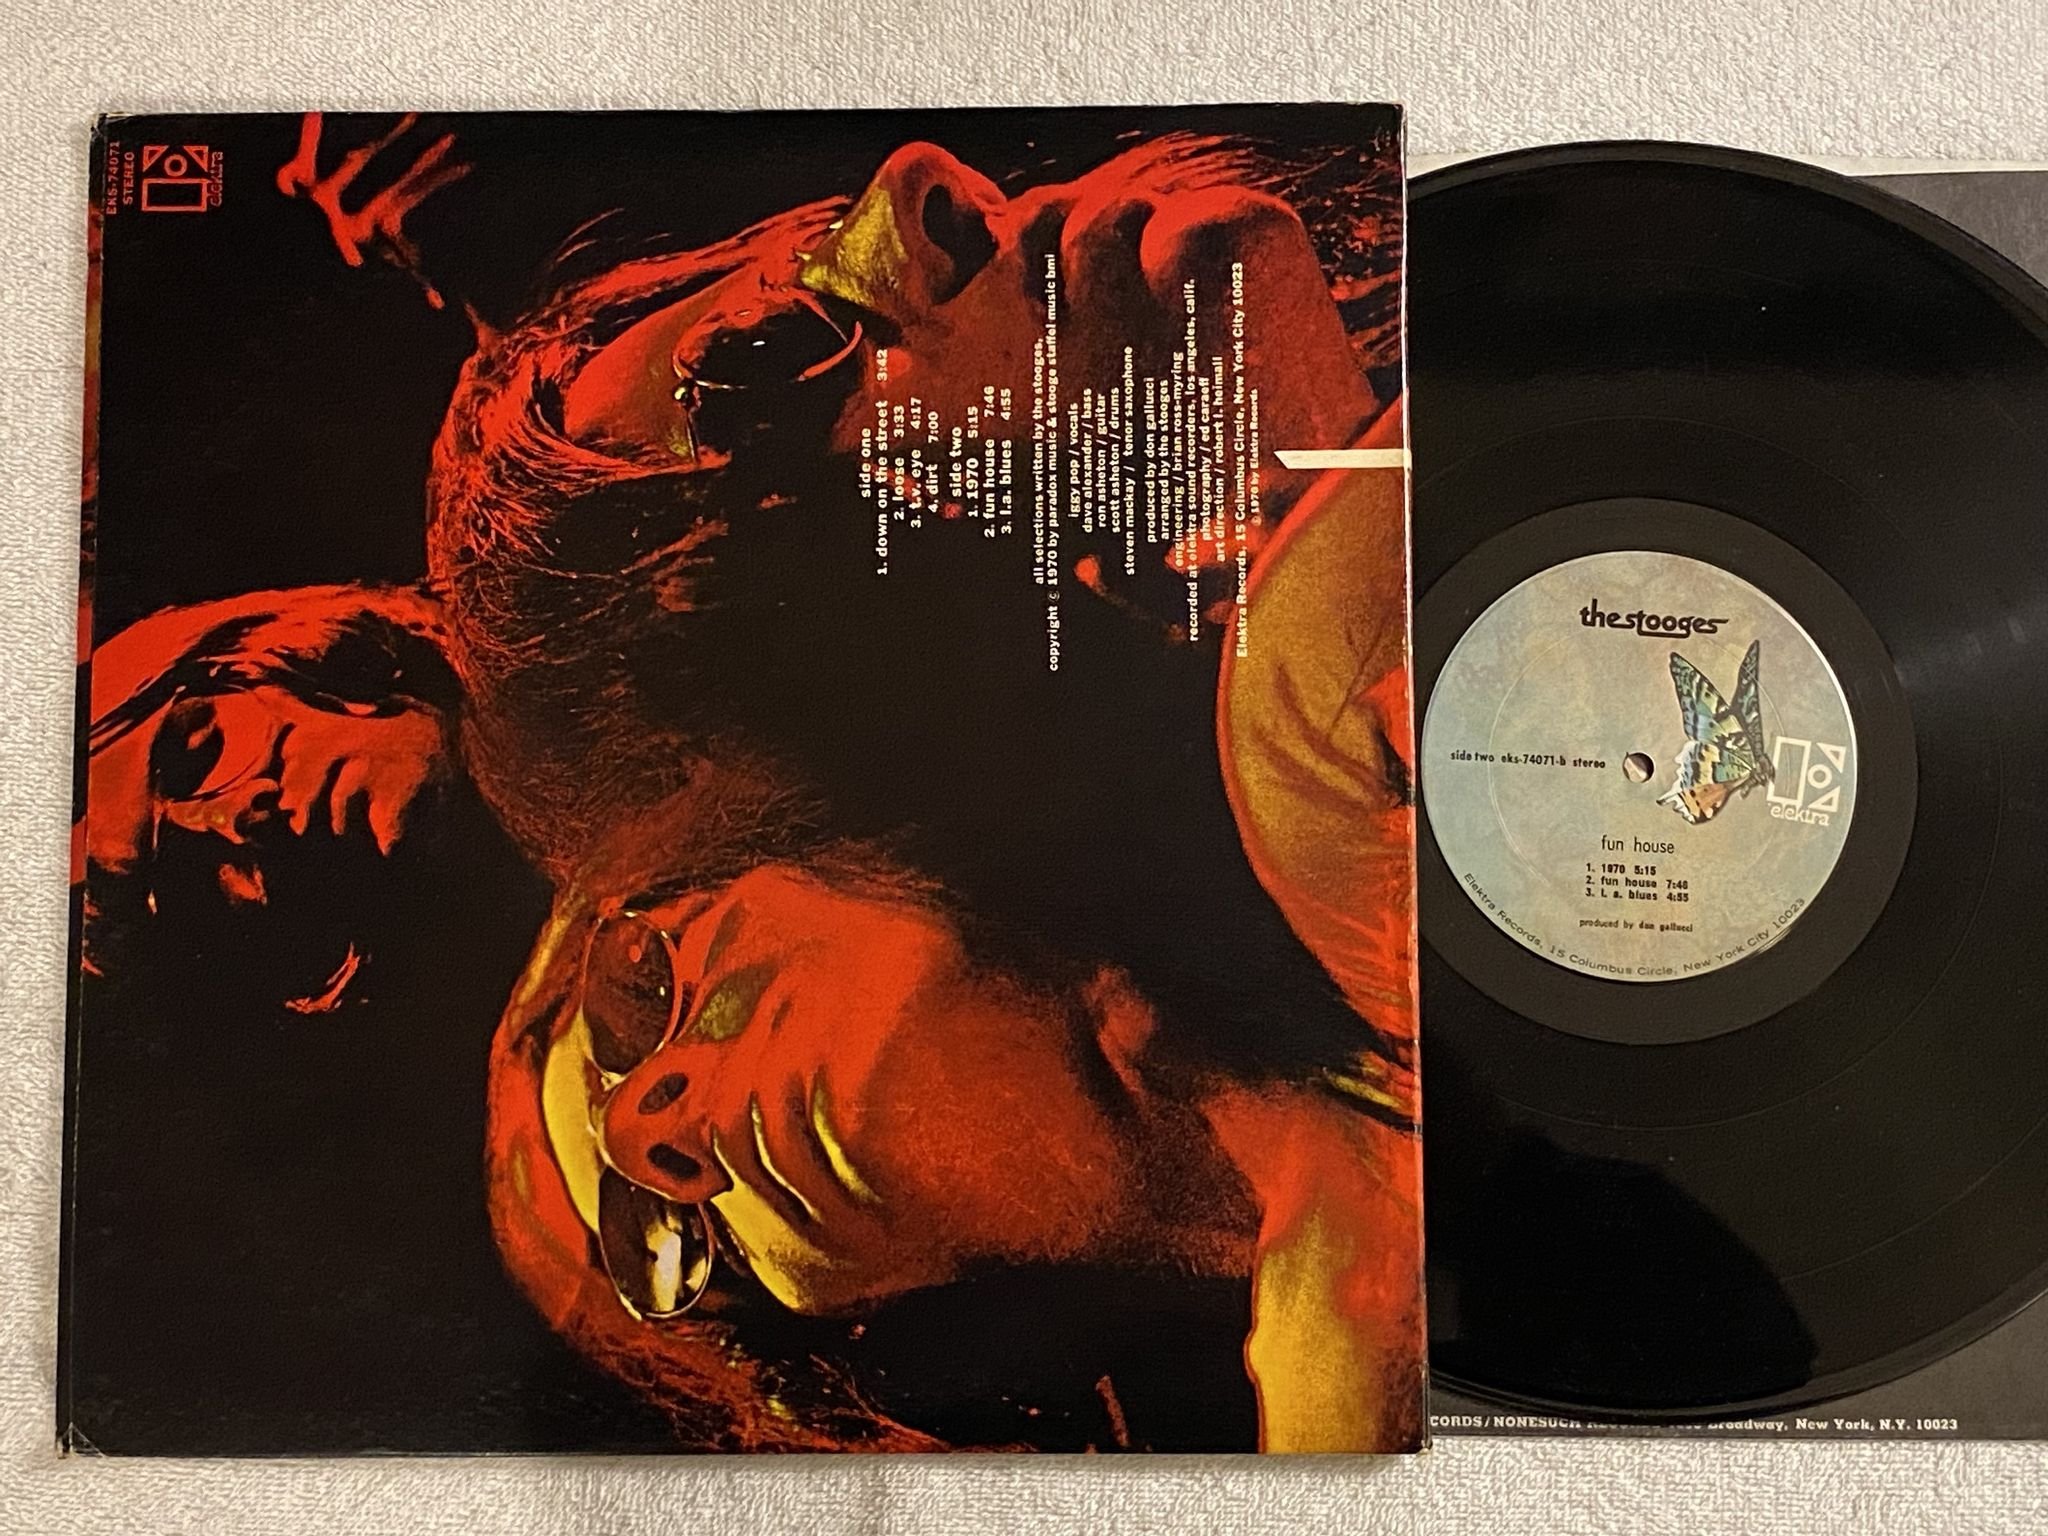 EKS-74071
STEREO
elektra
side one
1. down on the street 3:42
2. loose 3:33
3. t.v. eye 4:17
4. dirt 7:00
side two
1. 1970 5:15
2. fun house 7:46
3. l.a. blues 4:55
all selections written by the stooges,
copyright © 1970 by paradox music & stooge staffel music bmi
iggy pop / vocals
dave alexander / bass
ron asheton / guitar
scott asheton / drums
steven mackay / tenor saxophone
produced by don gallucci
arranged by the stooges
engineering / brian ross-myring
recorded at elektra sound recorders, los angeles, calif.
photography / ed caraeff
art direction / robert l. heimall
Elektra Records, 15 Columbus Circle, New York City 10023
℗ 1970 by Elektra Records
the stooges
side two eks-74071-b stereo
elektra
fun house
1. 1970 5:15
2. fun house 7:46
3. l. a. blues 4:55
produced by don gallucci
Elektra Records, 15 Columbus Circle, New York City 10023
CORDS/NONESUCH Broadway, New York, N.Y. 10023